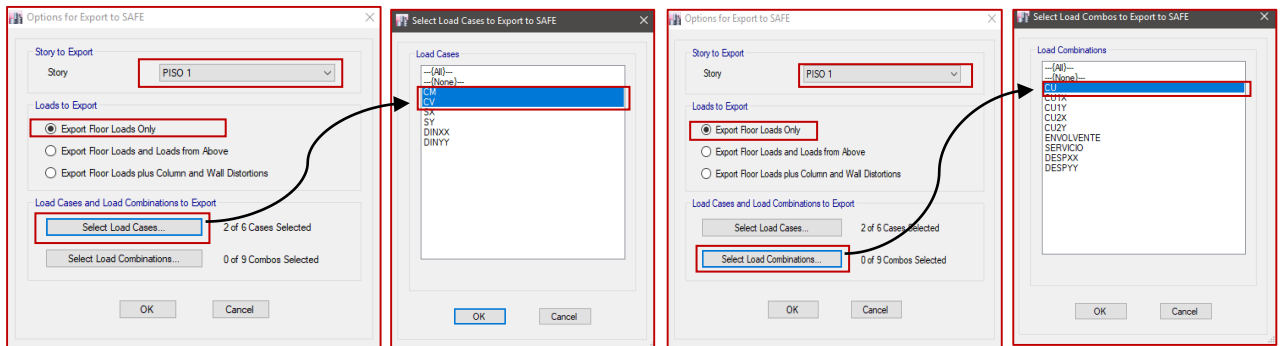 Options for Export to SAFE
Story to Export
Story
PISO 1
Loads to Export
Export Floor Loads Only
Export Floor Loads and Loads from Above
Export Floor Loads plus Column and Wall Distortions
Load Cases and Load Combinations to Export
Select Load Cases...
2 of 6 Cases Selected
Select Load Combinations...
0 of 9 Combos Selected
OK
Cancel
Select Load Cases to Export to SAFE
Load Cases
---(All)---
---(None)---
CM
CV
SX
SY
DINXX
DINYY
OK
Cancel
Options for Export to SAFE
Story to Export
Story
PISO 1
Loads to Export
Export Floor Loads Only
Export Floor Loads and Loads from Above
Export Floor Loads plus Column and Wall Distortions
Load Cases and Load Combinations to Export
Select Load Cases...
2 of 6 Cases Selected
Select Load Combinations...
0 of 9 Combos Selected
OK
Cancel
Select Load Combos to Export to SAFE
Load Combinations
---(All)---
---(None)---
CU
CU1X
CU1Y
CU2X
CU2Y
ENVOLVENTE
SERVICIO
DESPXX
DESPYY
OK
Cancel